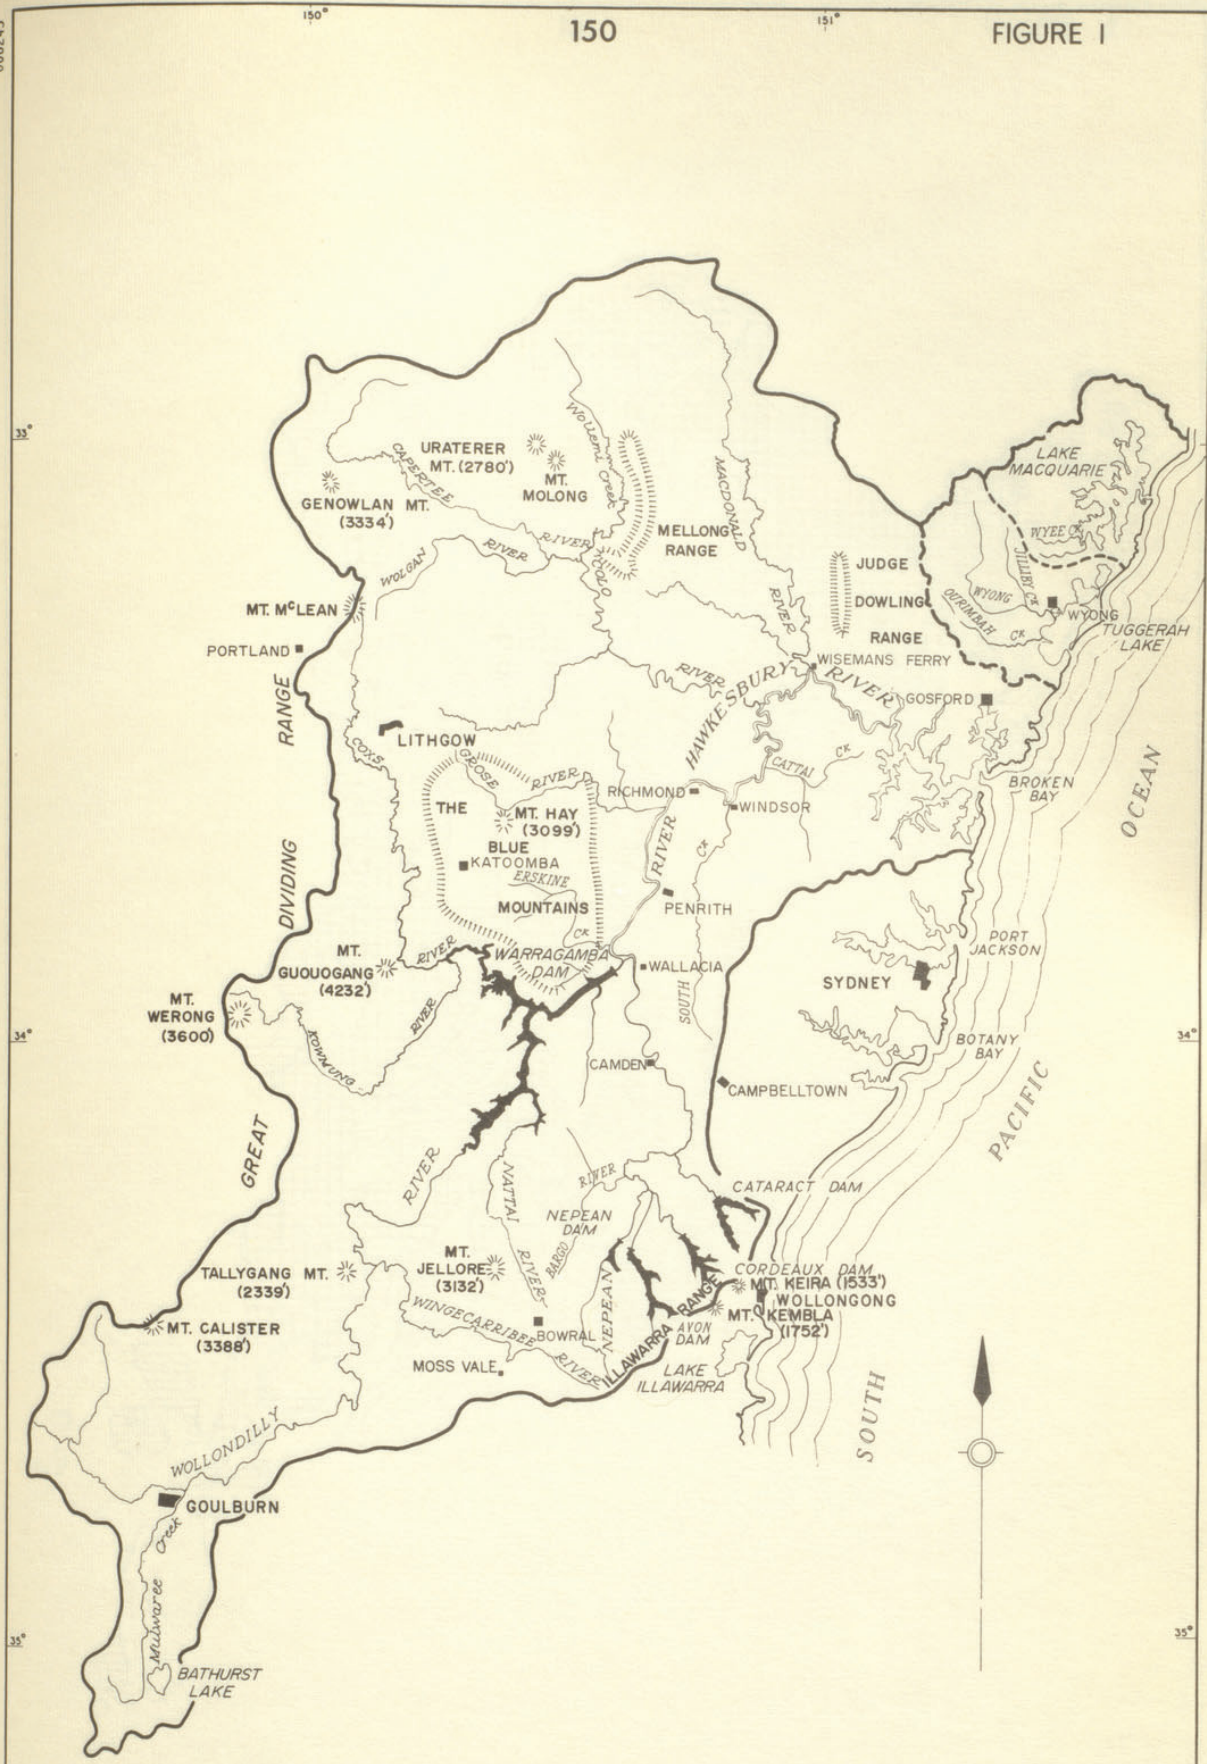 150°
150
151°
FIGURE 1
33°
URATERER
MT. (2780')
MT.
MOLONG
GENOWLAN MT.
(3334')
CAPERTEE
RIVER
Wollemi Creek
MELLONG
RANGE
MACDONALD
RIVER
LAKE
MACQUARIE
WYEE CK
JILLIBY CK
WYONG
OURIMBAH
CK
WYONG
TUGGERAH
LAKE
WOLGAN
RIVER
COLO
RIVER
JUDGE
DOWLING
RANGE
MT. McLEAN
PORTLAND
WISEMANS FERRY
HAWKESBURY
RIVER
GOSFORD
LITHGOW
COXS
RIVER
GROSE
RIVER
CATTAI
CK
RICHMOND
WINDSOR
BROKEN
BAY
THE
BLUE
MOUNTAINS
MT. HAY
(3099')
KATOOMBA
ERSKINE
CK
RIVER
PENRITH
SOUTH
CK
WARRAGAMBA
DAM
WALLACIA
PORT
JACKSON
SYDNEY
MT.
GUOUOGANG
(4232')
MT.
WERONG
(3600')
KOWMUNG
RIVER
34°
34°
BOTANY
BAY
CAMDEN
CAMPBELLTOWN
GREAT
DIVIDING
RANGE
SOUTH
PACIFIC
OCEAN
RIVER
NATTAI
RIVER
RIVER
BARGO
NEPEAN
DAM
NEPEAN
CATARACT DAM
CORDEAUX DAM
MT. KEIRA (1533')
WOLLONGONG
MT. KEMBLA
(1752')
AVON
DAM
ILLAWARRA RANGE
LAKE
ILLAWARRA
TALLYGANG MT.
(2339')
MT.
JELLORE
(3132')
WINGECARRIBEE
RIVER
BOWRAL
MOSS VALE
MT. CALISTER
(3388')
WOLLONDILLY
GOULBURN
Mulwaree Creek
BATHURST
LAKE
35°
35°